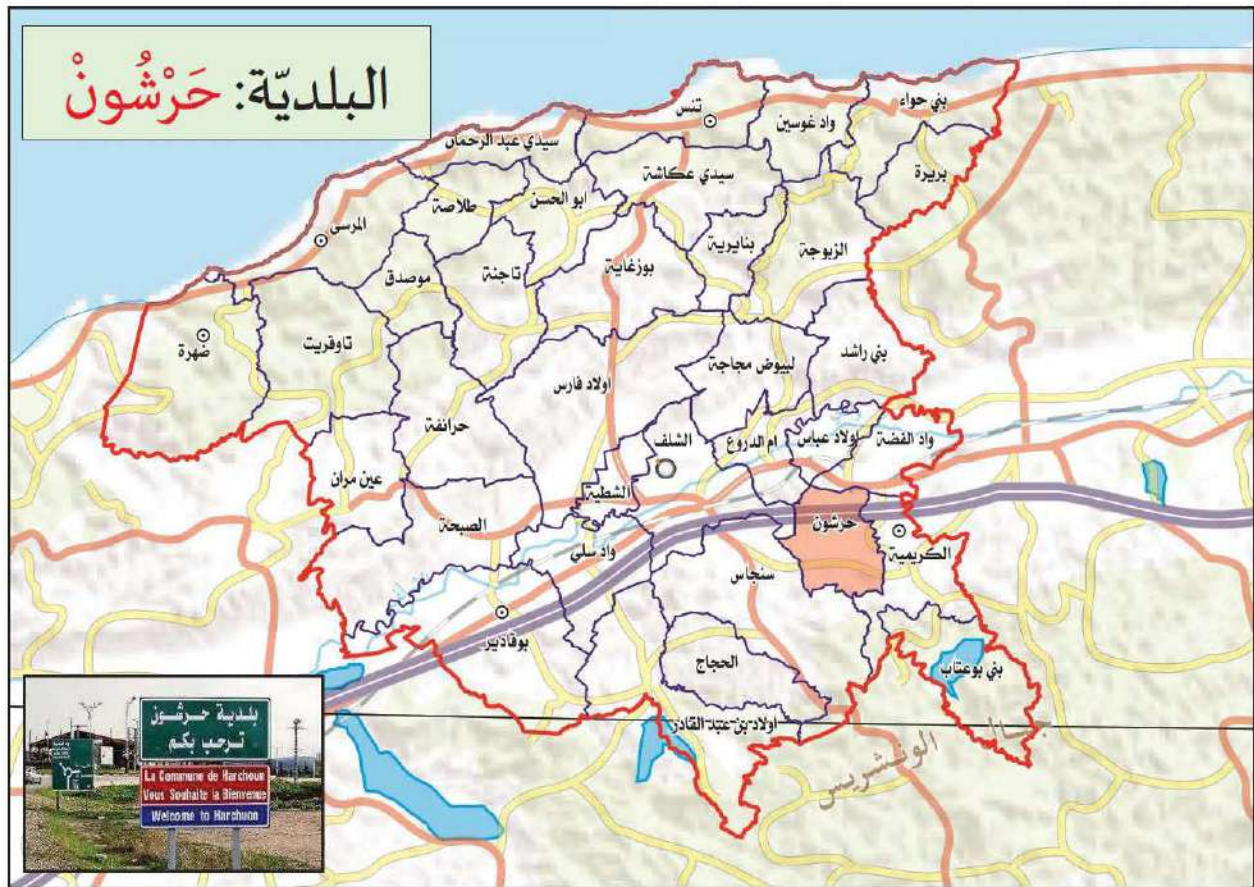 البلديّة: حَرْشُونْ
بني حواء
تنس
واد غوسين
سيدي عبد الرحمان
سيدي عكاشة
بريرة
ابو الحسن
طلاصة
المرسى
بنايرية
الزبوجة
تاجنة
بوزغاية
موصدق
ضهرة
تاوقريت
بني راشد
لبيوض مجاجة
اولاد فارس
حرانفة
الشلف
ام الدروع
اولاد عباس
واد الفضة
عين مران
الشطية
الصبحة
حرشون
الكريمية
واد سلي
سنجاس
بوقادير
الحجاج
بني بوعتاب
اولاد بن عبد القادر
جبال الونشريس
بلدية حرشون
ترحب بكم
La Commune de Harchoun
Vous Souhaite la Bienvenue
Welcome to Harchuon